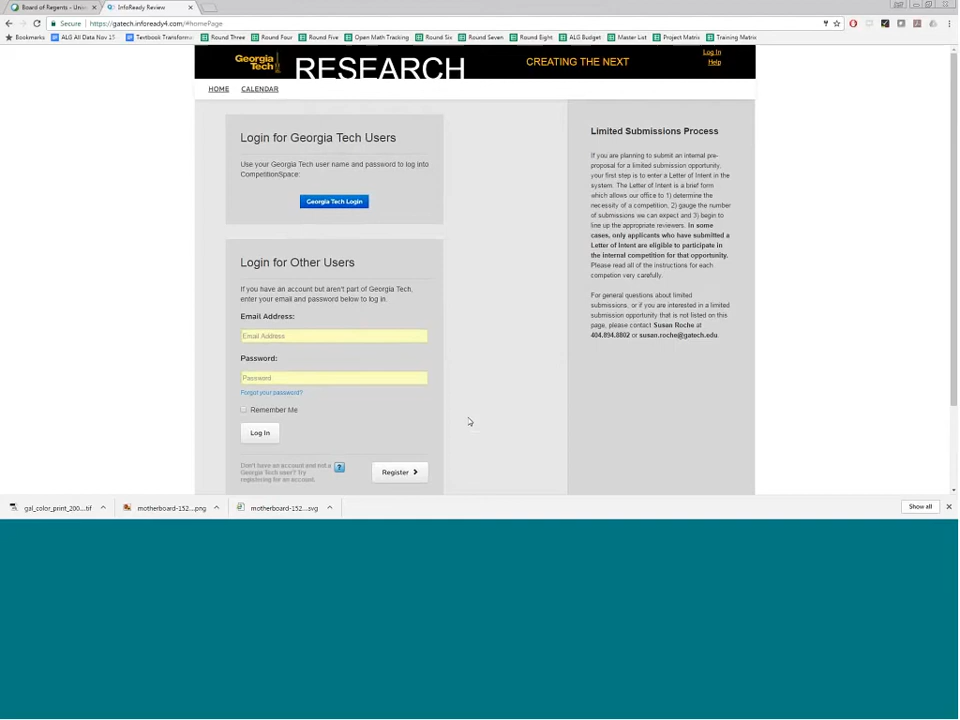 Board of Regents - Univ
InfoReady Review
Secure
https://gatech.infoready4.com/#homePage
Bookmarks
ALG All Data Nov 15
Textbook Transform
Round Three
Round Four
Round Five
Open Math Tracking
Round Six
Round Seven
Round Eight
ALG Budget
Master List
Project Matrix
Training Matrix
Georgia Tech
RESEARCH
CREATING THE NEXT
Log In
Help
HOME
CALENDAR
Login for Georgia Tech Users
Use your Georgia Tech user name and password to log into
CompetitionSpace:
Georgia Tech Login
Login for Other Users
If you have an account but aren't part of Georgia Tech,
enter your email and password below to log in.
Email Address:
Email Address
Password:
Password
Forgot your password?
Remember Me
Log In
Don't have an account and not a
Georgia Tech user? Try
registering for an account.
?
Register
Limited Submissions Process
If you are planning to submit an internal pre-
proposal for a limited submission opportunity,
your first step is to enter a Letter of Intent in the
system. The Letter of Intent is a brief form
which allows our office to 1) determine the
necessity of a competition, 2) gauge the number
of submissions we can expect and 3) begin to
line up the appropriate reviewers. In some
cases, only applicants who have submitted a
Letter of Intent are eligible to participate in
the internal competition for that opportunity.
Please read all of the instructions for each
competion very carefully.
For general questions about limited
submissions, or if you are interested in a limited
submission opportunity that is not listed on this
page, please contact Susan Roche at
404.894.8802 or susan.roche@gatech.edu.
gal_color_print_200....tif
motherboard-152....png
motherboard-152....svg
Show all